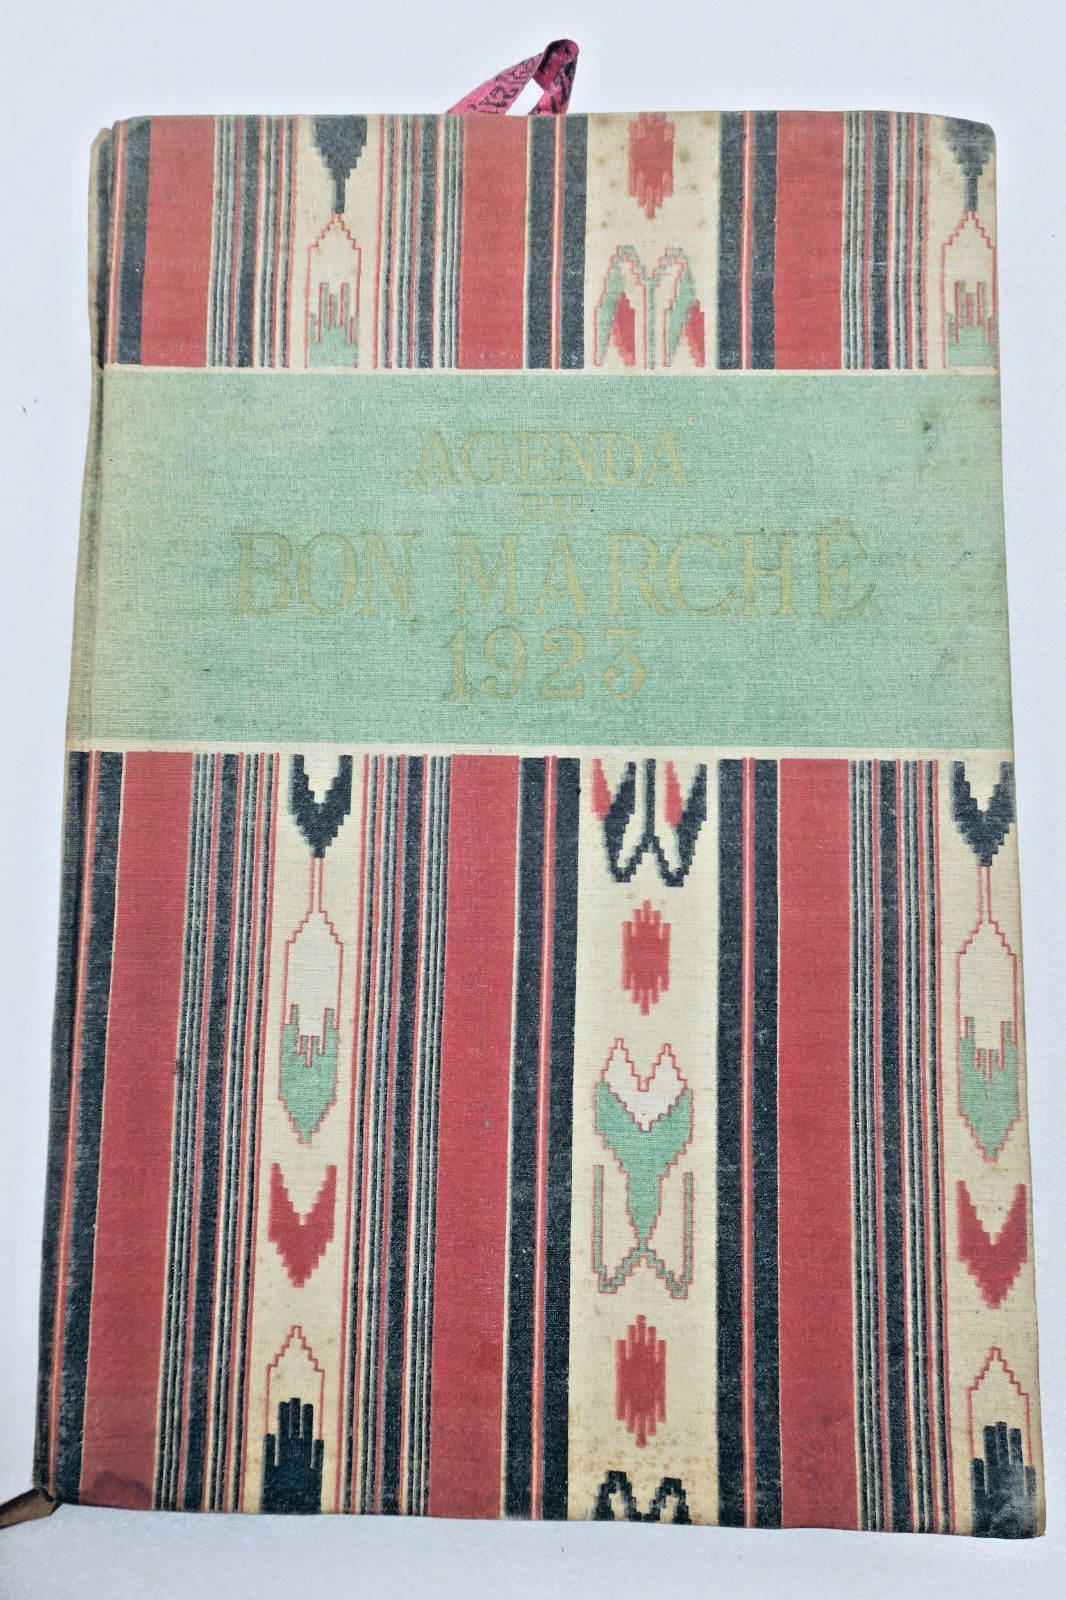 AGENDA
DU
BON MARCHÉ
1923